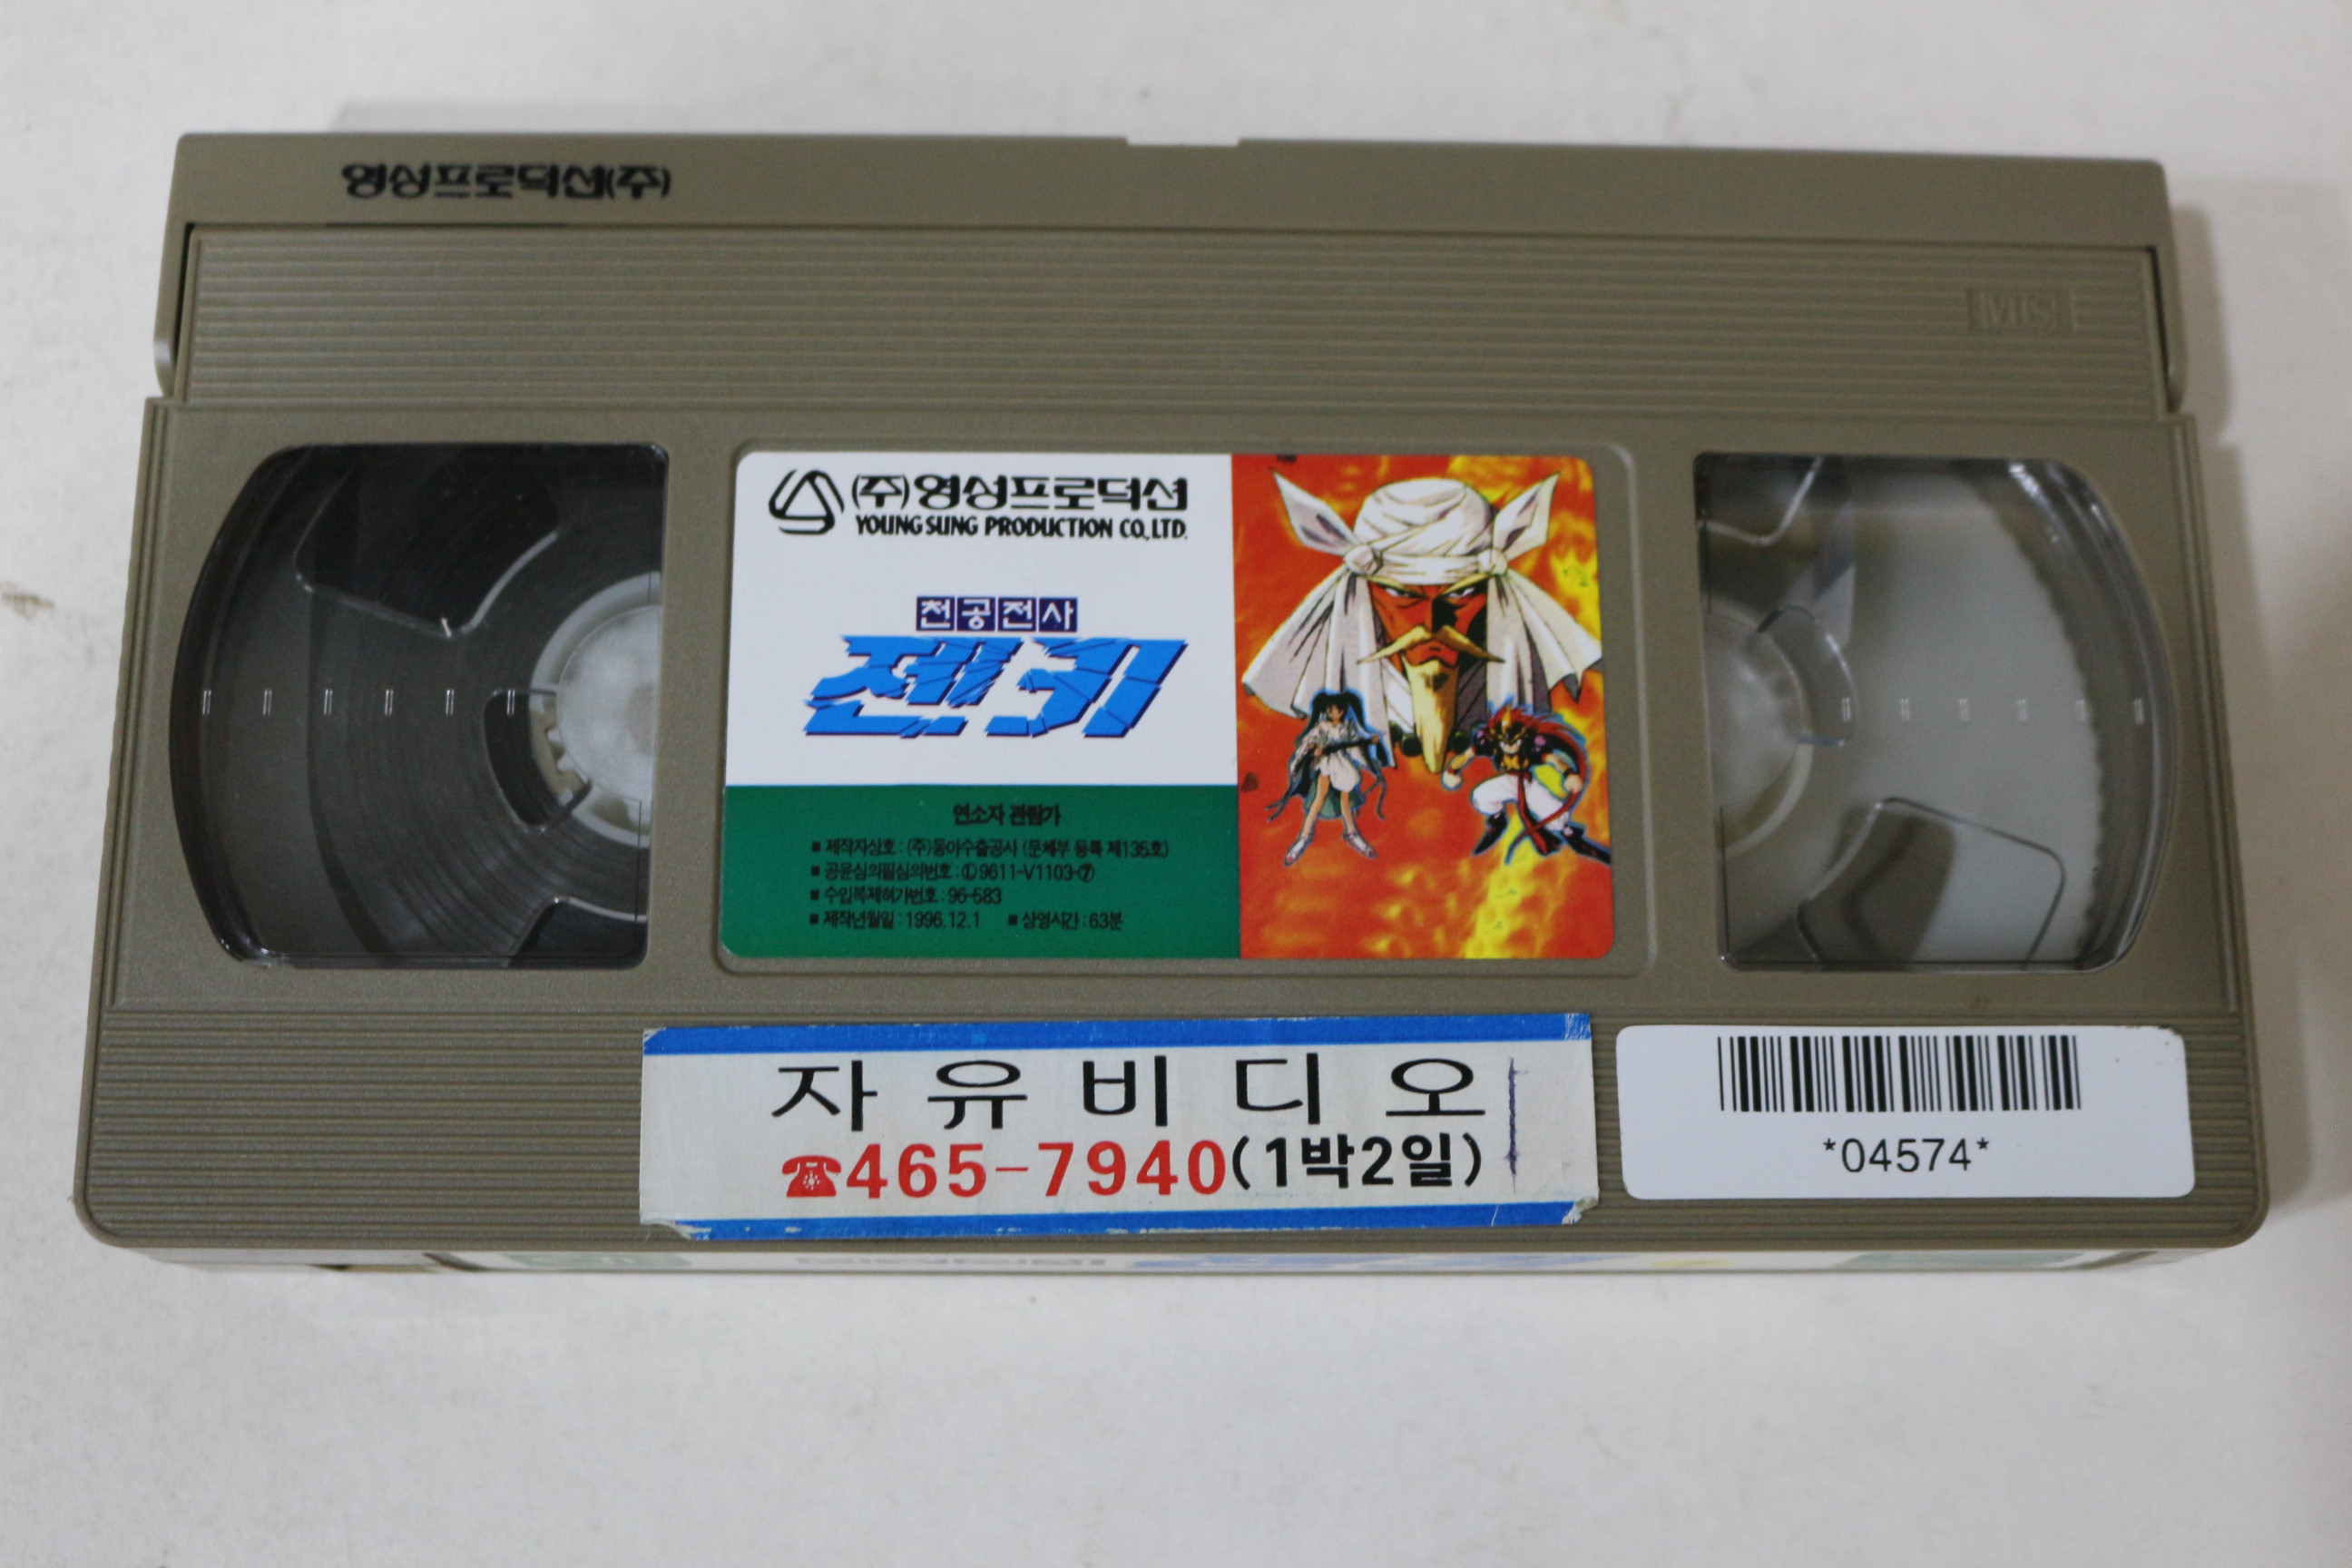 영성프로덕션(주)
VHS
(주)영성프로덕션
YOUNG SUNG PRODUCTION CO., LTD.
천공전사
젠키
연소자 관람가
■ 제작자상호 : (주)동아수출공사 (문체부 등록 제135호)
■ 공윤심의필심의번호 : ① 9611-V1103-⑦
■ 수입복제허가번호 : 96-583
■ 제작년월일 : 1996. 12. 1 ■ 상영시간 : 63분
자유비디오
☎465-7940(1박2일)
*04574*